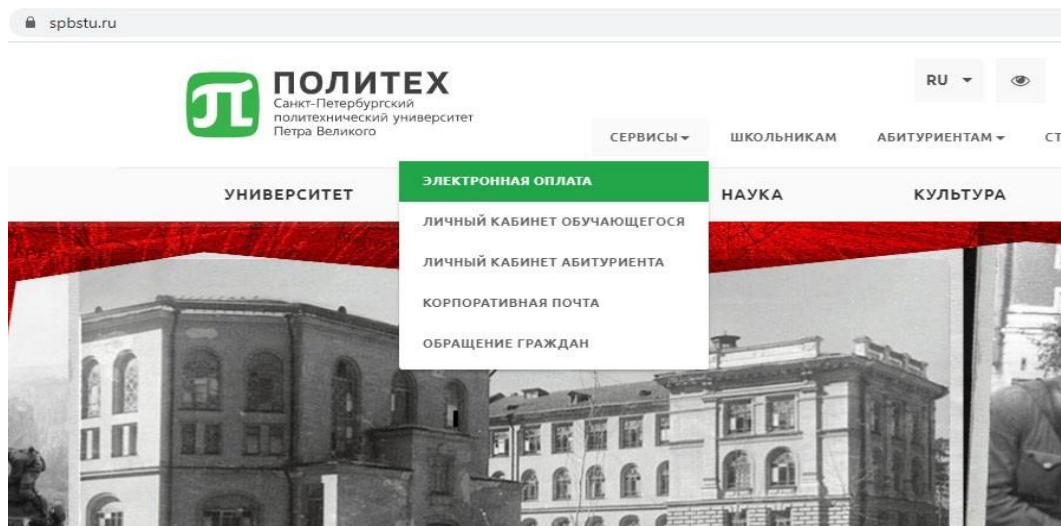 spbstu.ru
ПОЛИТЕХ
Санкт-Петербургский
политехнический университет
Петра Великого
RU
СЕРВИСЫ ШКОЛЬНИКАМ АБИТУРИЕНТАМ
УНИВЕРСИТЕТ НАУКА КУЛЬТУРА
ЭЛЕКТРОННАЯ ОПЛАТА
ЛИЧНЫЙ КАБИНЕТ ОБУЧАЮЩЕГОСЯ
ЛИЧНЫЙ КАБИНЕТ АБИТУРИЕНТА
КОРПОРАТИВНАЯ ПОЧТА
ОБРАЩЕНИЕ ГРАЖДАН